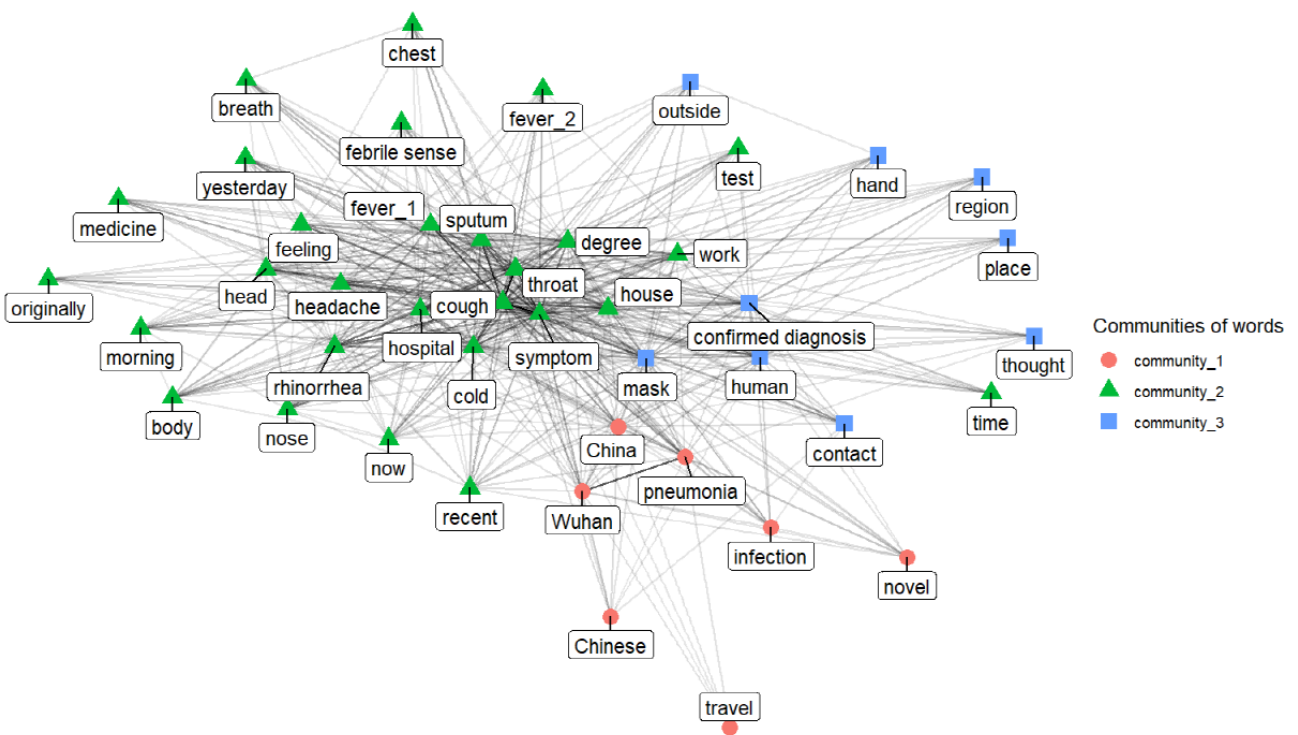 chest
breath
fever_2
outside
febrile sense
test
yesterday
hand
fever_1
sputum
region
medicine
feeling
degree
work
place
originally
head
headache
cough
throat
house
confirmed diagnosis
Communities of words
community_1
community_2
community_3
morning
hospital
symptom
thought
rhinorrhea
cold
mask
human
body
nose
time
now
China
contact
pneumonia
recent
Wuhan
infection
novel
Chinese
travel